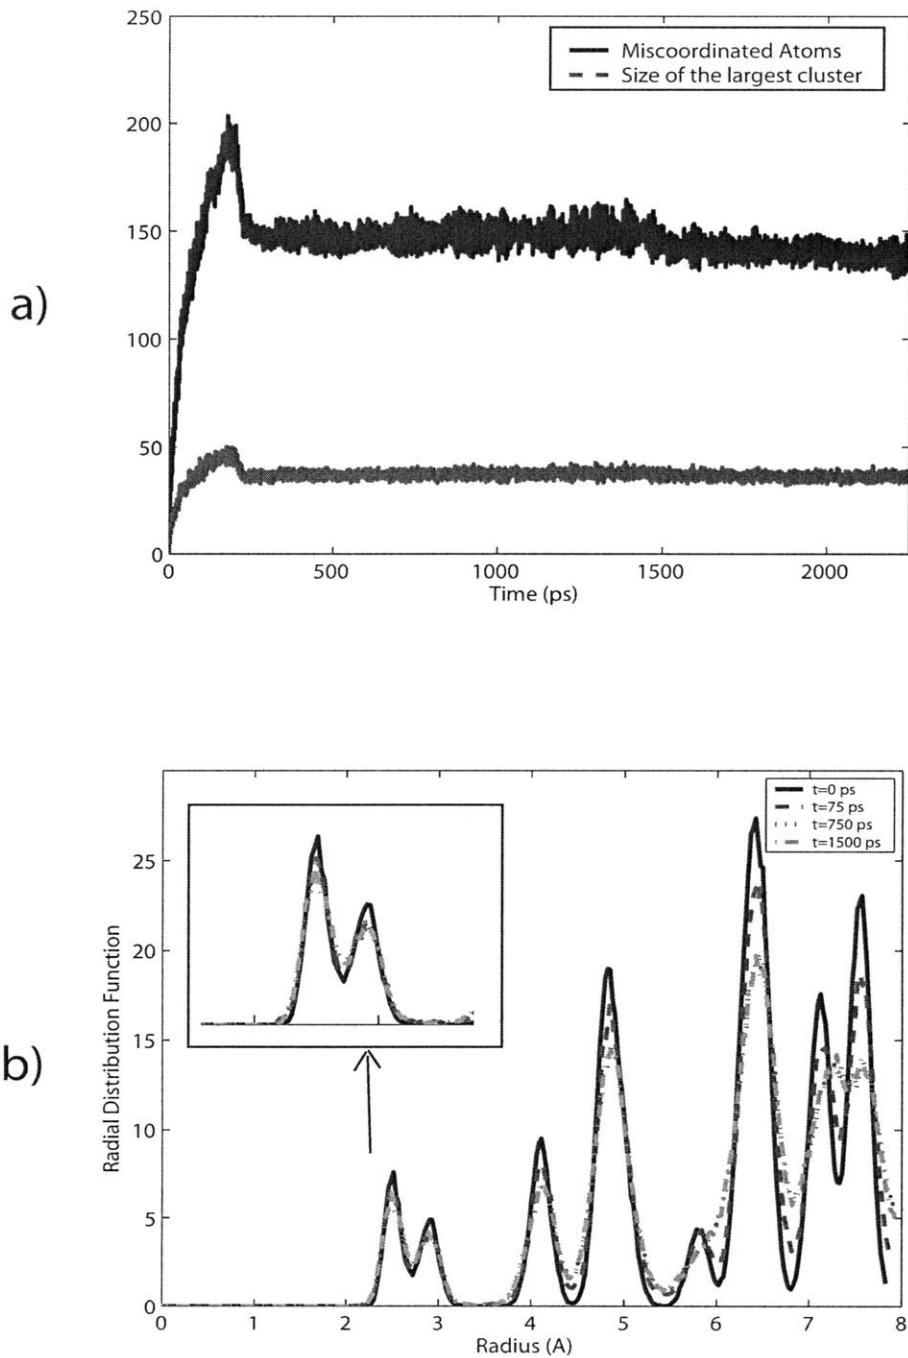 250
Miscoordinated Atoms
Size of the largest cluster
200
150
a)
100
50
0
0 500 1000 1500 2000
Time (ps)
t=0 ps
t=75 ps
t=750 ps
t=1500 ps
25
20
Radial Distribution Function
15
b)
10
5
0
0 1 2 3 4 5 6 7 8
Radius (A)